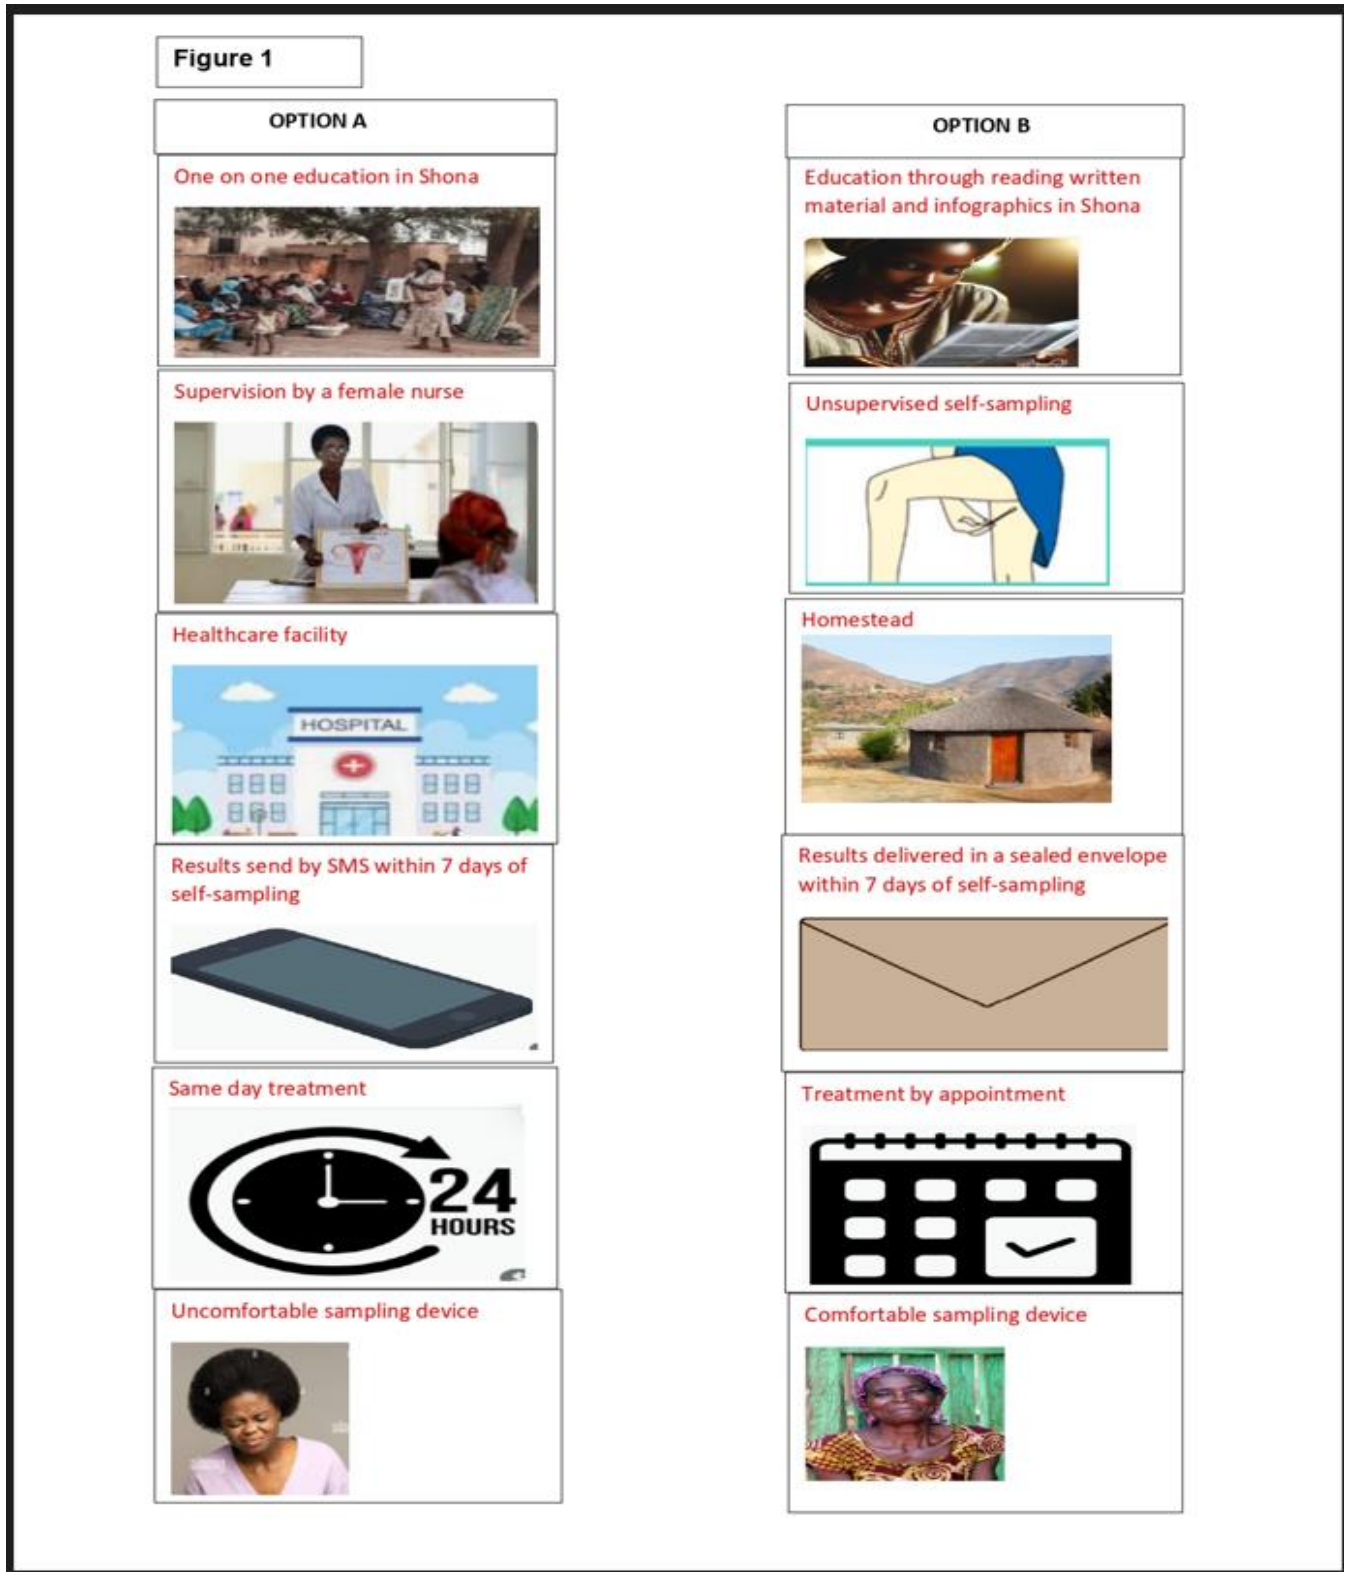 Figure 1
OPTION A
One on one education in Shona
Supervision by a female nurse
Healthcare facility
HOSPITAL
Results send by SMS within 7 days of
self-sampling
Same day treatment
24
HOURS
Uncomfortable sampling device
OPTION B
Education through reading written
material and infographics in Shona
Unsupervised self-sampling
Homestead
Results delivered in a sealed envelope
within 7 days of self-sampling
Treatment by appointment
Comfortable sampling device